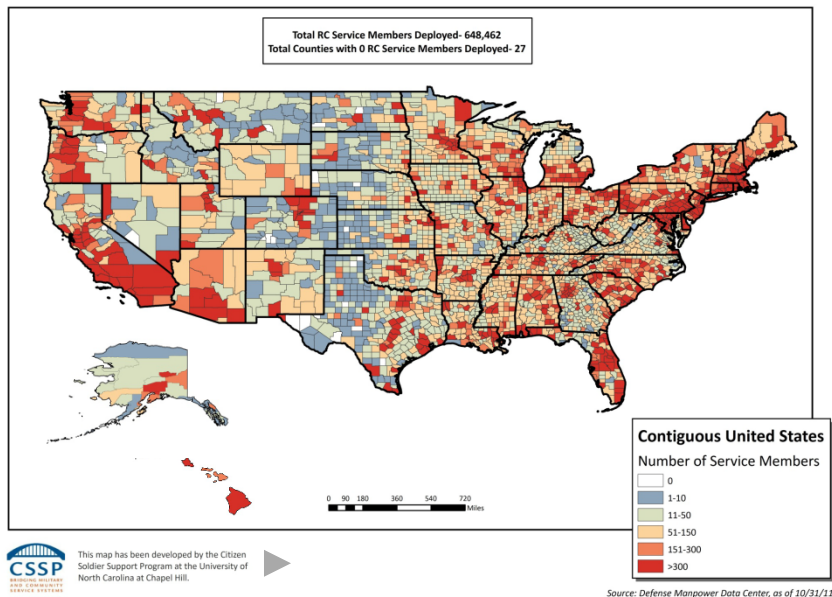 Total RC Service Members Deployed- 648,462
Total Counties with 0 RC Service Members Deployed- 27
Contiguous United States
Number of Service Members
0
1-10
11-50
51-150
151-300
>300
0 90 180 360 540 720
Miles
CSSP
BRINGING MILITARY
AND COMMUNITY
SERVICE SYSTEMS
This map has been developed by the Citizen
Soldier Support Program at the University of
North Carolina at Chapel Hill.
Source: Defense Manpower Data Center, as of 10/31/11